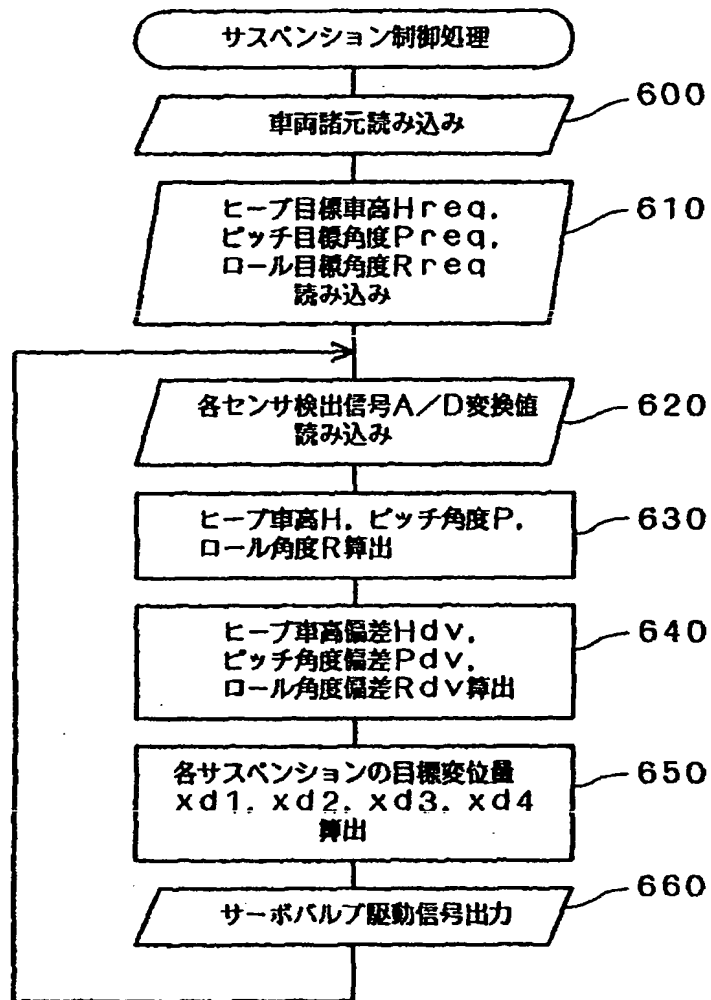 サスペンション制御処理
車両諸元読み込み
600
ヒーブ目標車高Hreq,
ピッチ目標角度Preq,
ロール目標角度Rreq
読み込み
610
各センサ検出信号A/D変換値
読み込み
620
ヒーブ車高H,ピッチ角度P,
ロール角度R算出
630
ヒーブ車高偏差Hdv,
ピッチ角度偏差Pdv,
ロール角度偏差Rdv算出
640
各サスペンションの目標変位量
xd1,xd2,xd3,xd4
算出
650
サーボバルブ駆動信号出力
660